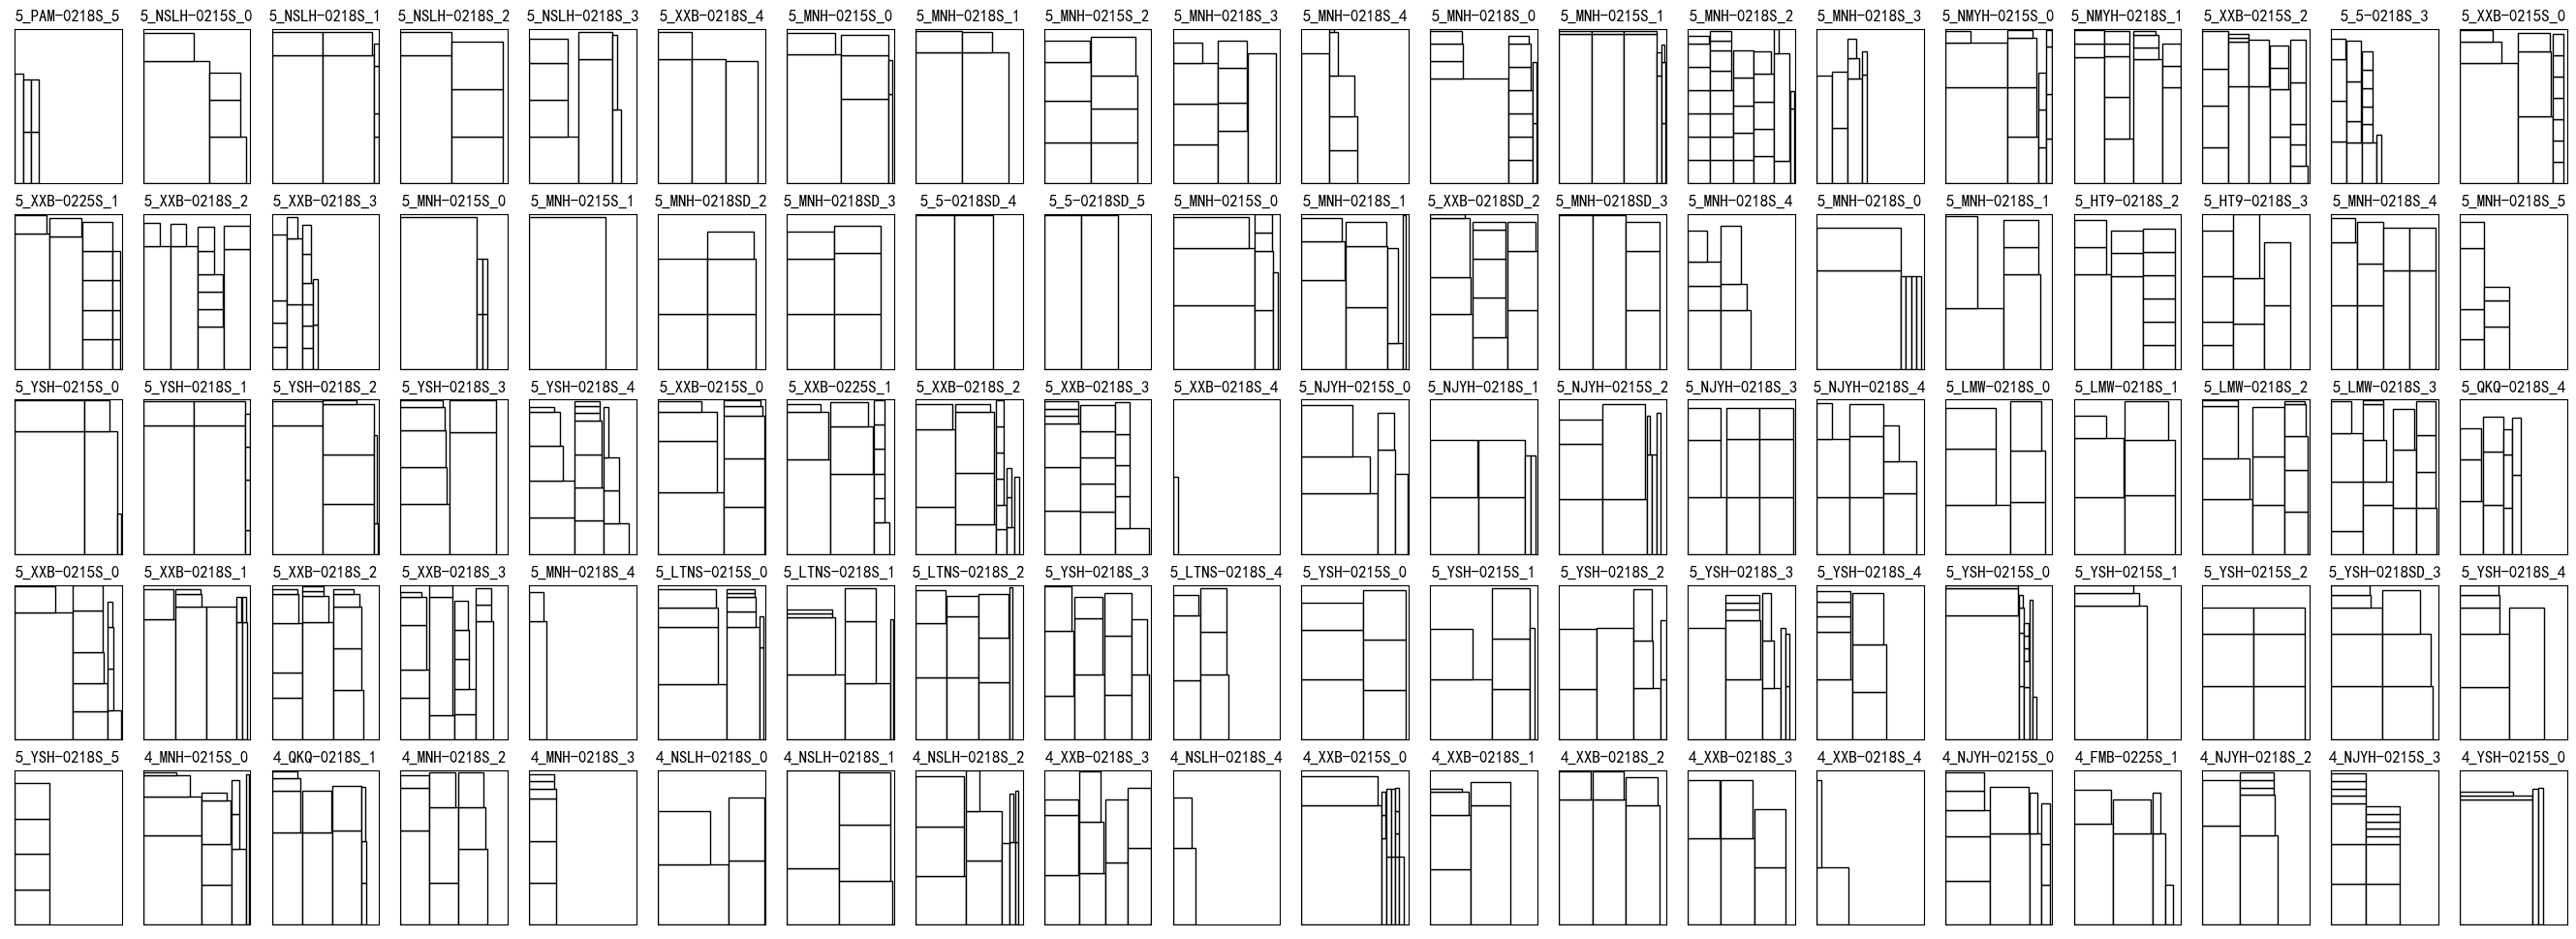 5_PAM-0218S_5 5_NSLH-0215S_0 5_NSLH-0218S_1 5_NSLH-0218S_2 5_NSLH-0218S_3 5_XXB-0218S_4 5_MNH-0215S_0 5_MNH-0218S_1 5_MNH-0215S_2 5_MNH-0218S_3 5_MNH-0218S_4 5_MNH-0218S_0 5_MNH-0215S_1 5_MNH-0218S_2 5_MNH-0218S_3 5_NMYH-0215S_0 5_NMYH-0218S_1 5_XXB-0215S_2 5_5-0218S_3 5_XXB-0215S_0
5_XXB-0225S_1 5_XXB-0218S_2 5_XXB-0218S_3 5_MNH-0215S_0 5_MNH-0215S_1 5_MNH-0218SD_2 5_MNH-0218SD_3 5_5-0218SD_4 5_5-0218SD_5 5_MNH-0215S_0 5_MNH-0218S_1 5_XXB-0218SD_2 5_MNH-0218SD_3 5_MNH-0218S_4 5_MNH-0218S_0 5_MNH-0218S_1 5_HT9-0218S_2 5_HT9-0218S_3 5_MNH-0218S_4 5_MNH-0218S_5
5_YSH-0215S_0 5_YSH-0218S_1 5_YSH-0218S_2 5_YSH-0218S_3 5_YSH-0218S_4 5_XXB-0215S_0 5_XXB-0225S_1 5_XXB-0218S_2 5_XXB-0218S_3 5_XXB-0218S_4 5_NJYH-0215S_0 5_NJYH-0218S_1 5_NJYH-0215S_2 5_NJYH-0218S_3 5_NJYH-0218S_4 5_LMW-0218S_0 5_LMW-0218S_1 5_LMW-0218S_2 5_LMW-0218S_3 5_QKQ-0218S_4
5_XXB-0215S_0 5_XXB-0218S_1 5_XXB-0218S_2 5_XXB-0218S_3 5_MNH-0218S_4 5_LTNS-0215S_0 5_LTNS-0218S_1 5_LTNS-0218S_2 5_YSH-0218S_3 5_LTNS-0218S_4 5_YSH-0215S_0 5_YSH-0215S_1 5_YSH-0218S_2 5_YSH-0218S_3 5_YSH-0218S_4 5_YSH-0215S_0 5_YSH-0215S_1 5_YSH-0215S_2 5_YSH-0218SD_3 5_YSH-0218S_4
5_YSH-0218S_5 4_MNH-0215S_0 4_QKQ-0218S_1 4_MNH-0218S_2 4_MNH-0218S_3 4_NSLH-0218S_0 4_NSLH-0218S_1 4_NSLH-0218S_2 4_XXB-0218S_3 4_NSLH-0218S_4 4_XXB-0215S_0 4_XXB-0218S_1 4_XXB-0218S_2 4_XXB-0218S_3 4_XXB-0218S_4 4_NJYH-0215S_0 4_FMB-0225S_1 4_NJYH-0218S_2 4_NJYH-0215S_3 4_YSH-0215S_0